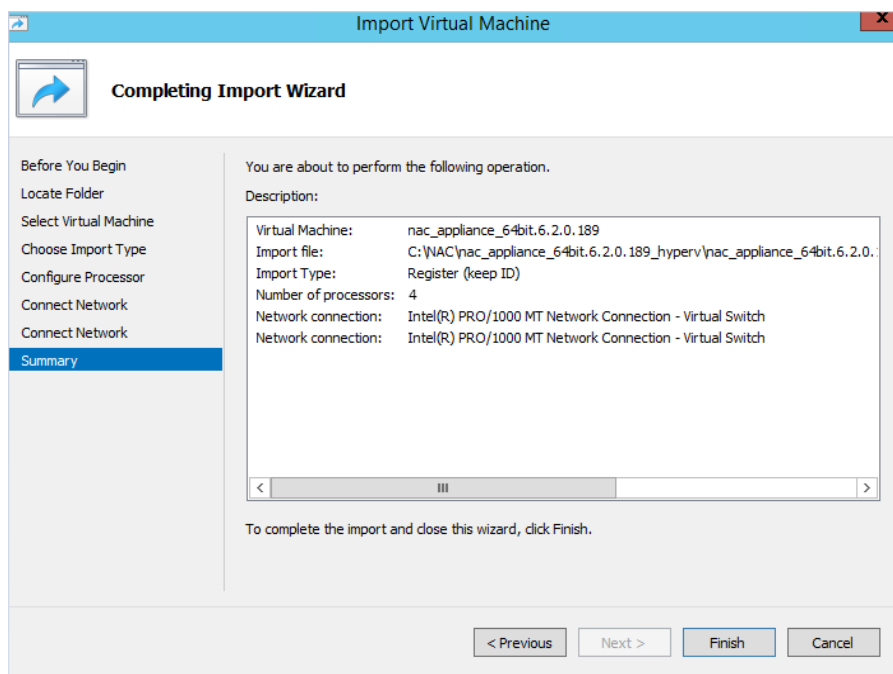 Import Virtual Machine
X
Completing Import Wizard
Before You Begin
Locate Folder
Select Virtual Machine
Choose Import Type
Configure Processor
Connect Network
Connect Network
Summary
You are about to perform the following operation.
Description:
Virtual Machine: nac_appliance_64bit.6.2.0.189
Import file: C:\NAC\nac_appliance_64bit.6.2.0.189_hyperv\nac_appliance_64bit.6.2.0.
Import Type: Register (keep ID)
Number of processors: 4
Network connection: Intel(R) PRO/1000 MT Network Connection - Virtual Switch
Network connection: Intel(R) PRO/1000 MT Network Connection - Virtual Switch
To complete the import and close this wizard, click Finish.
< Previous Next > Finish Cancel